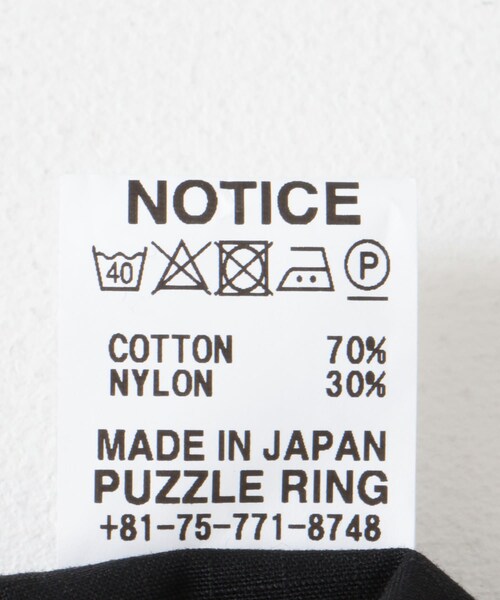 NOTICE
40 P
COTTON 70%
NYLON 30%
MADE IN JAPAN
PUZZLE RING
+81-75-771-8748